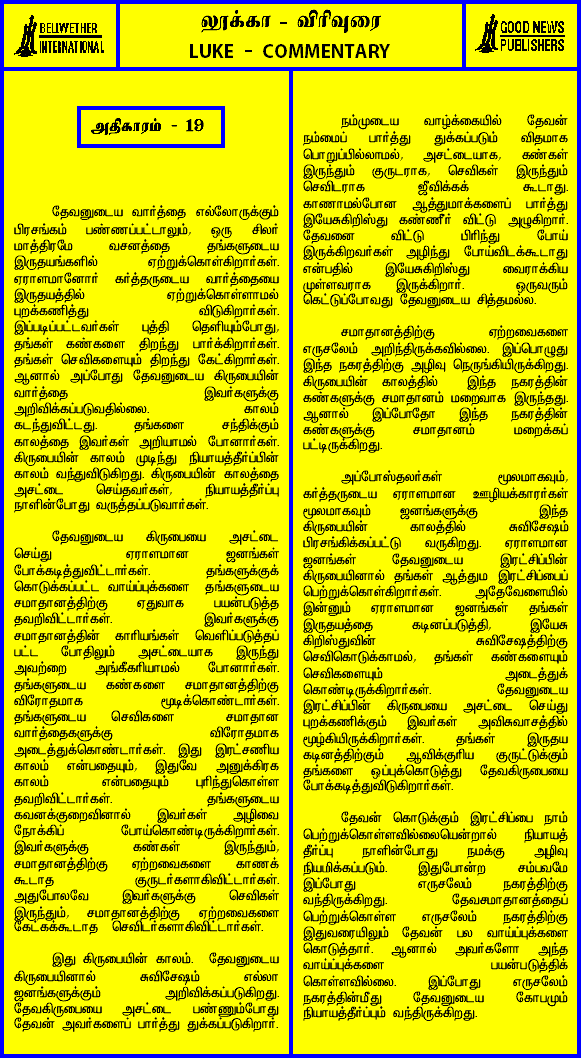 BELWETHER
INTERNATIONAL
லூக்கா - விரிவுரை
LUKE - COMMENTARY
GOOD NEWS
PUBLISHERS
அதிகாரம் - 19
தேவனுடைய வார்த்தை எல்லோருக்கும்
பிரசங்கம் பண்ணப்பட்டாலும், ஒரு சிலர்
மாத்திரமே வசனத்தை தங்களுடைய
இருதயங்களில் ஏற்றுக்கொள்கிறார்கள்.
ஏராளமானோர் கர்த்தருடைய வார்த்தையை
இருதயத்தில் ஏற்றுக்கொள்ளாமல்
புறக்கணித்து விடுகிறார்கள்.
இப்படிப்பட்டவர்கள் புத்தி தெளியும்போது,
தங்கள் கண்களை திறந்து பார்க்கிறார்கள்.
தங்கள் செவிகளையும் திறந்து கேட்கிறார்கள்.
ஆனால் அப்போது தேவனுடைய கிருபையின்
வார்த்தை இவர்களுக்கு
அறிவிக்கப்படுவதில்லை. காலம்
கடந்துவிட்டது. தங்களை சந்திக்கும்
காலத்தை இவர்கள் அறியாமல் போனார்கள்.
கிருபையின் காலம் முடிந்து நியாயத்தீர்ப்பின்
காலம் வந்துவிடுகிறது. கிருபையின் காலத்தை
அசட்டை செய்தவர்கள், நியாயத்தீர்ப்பு
நாளின்போது வருத்தப்படுவார்கள்.
தேவனுடைய கிருபையை அசட்டை
செய்து ஏராளமான ஜனங்கள்
போக்கடித்துவிட்டார்கள். தங்களுக்குக்
கொடுக்கப்பட்ட வாய்ப்புக்களை தங்களுடைய
சமாதானத்திற்கு ஏதுவாக பயன்படுத்த
தவறிவிட்டார்கள். இவர்களுக்கு
சமாதானத்தின் காரியங்கள் வெளிப்படுத்தப்
பட்ட போதிலும் அசட்டையாக இருந்து
அவற்றை அங்கீகரியாமல் போனார்கள்.
தங்களுடைய கண்களை சமாதானத்திற்கு
விரோதமாக மூடிக்கொண்டார்கள்.
தங்களுடைய செவிகளை சமாதான
வார்த்தைகளுக்கு விரோதமாக
அடைத்துக்கொண்டார்கள். இது இரட்சணிய
காலம் என்பதையும், இதுவே அனுக்கிரக
காலம் என்பதையும் புரிந்துகொள்ள
தவறிவிட்டார்கள். தங்களுடைய
கவனக்குறைவினால் இவர்கள் அழிவை
நோக்கிப் போய்கொண்டிருக்கிறார்கள்.
இவர்களுக்கு கண்கள் இருந்தும்,
சமாதானத்திற்கு ஏற்றவைகளை காணக்
கூடாத குருடர்களாகிவிட்டார்கள்.
அதுபோலவே இவர்களுக்கு செவிகள்
இருந்தும், சமாதானத்திற்கு ஏற்றவைகளை
கேட்கக்கூடாத செவிடர்களாகிவிட்டார்கள்.
இது கிருபையின் காலம். தேவனுடைய
கிருபையினால் சுவிசேஷம் எல்லா
ஜனங்களுக்கும் அறிவிக்கப்படுகிறது.
தேவகிருபையை அசட்டை பண்ணும்போது
தேவன் அவர்களைப் பார்த்து துக்கப்படுகிறார்.
நம்முடைய வாழ்க்கையில் தேவன்
நம்மைப் பார்த்து துக்கப்படும் விதமாக
பொறுப்பில்லாமல், அசட்டையாக, கண்கள்
இருந்தும் குருடராக, செவிகள் இருந்தும்
செவிடராக ஜீவிக்கக் கூடாது.
காணாமல்போன ஆத்துமாக்களைப் பார்த்து
இயேசுகிறிஸ்து கண்ணீர் விட்டு அழுகிறார்.
தேவனை விட்டு பிரிந்து போய்
இருக்கிறவர்கள் அழிந்து போய்விடக்கூடாது
என்பதில் இயேசுகிறிஸ்து வைராக்கிய
முள்ளவராக இருக்கிறார். ஒருவரும்
கெட்டுப்போவது தேவனுடைய சித்தமல்ல.
சமாதானத்திற்கு ஏற்றவைகளை
எருசலேம் அறிந்திருக்கவில்லை. இப்பொழுது
இந்த நகரத்திற்கு அழிவு நெருங்கியிருக்கிறது.
கிருபையின் காலத்தில் இந்த நகரத்தின்
கண்களுக்கு சமாதானம் மறைவாக இருந்தது.
ஆனால் இப்போதோ இந்த நகரத்தின்
கண்களுக்கு சமாதானம் மறைக்கப்
பட்டிருக்கிறது.
அப்போஸ்தலர்கள் மூலமாகவும்,
கர்த்தருடைய ஏராளமான ஊழியக்காரர்கள்
மூலமாகவும் ஜனங்களுக்கு இந்த
கிருபையின் காலத்தில் சுவிசேஷம்
பிரசங்கிக்கப்பட்டு வருகிறது. ஏராளமான
ஜனங்கள் தேவனுடைய இரட்சிப்பின்
கிருபையினால் தங்கள் ஆத்தும இரட்சிப்பைப்
பெற்றுக்கொள்கிறார்கள். அதேவேளையில்
இன்னும் ஏராளமான ஜனங்கள் தங்கள்
இருதயத்தை கடினப்படுத்தி, இயேசு
கிறிஸ்துவின் சுவிசேஷத்திற்கு
செவிகொடுக்காமல், தங்கள் கண்களையும்
செவிகளையும் அடைத்துக்
கொண்டிருக்கிறார்கள். தேவனுடைய
இரட்சிப்பின் கிருபையை அசட்டை செய்து
புறக்கணிக்கும் இவர்கள் அவிசுவாசத்தில்
மூழ்கியிருக்கிறார்கள். தங்கள் இருதய
கடினத்திற்கும் ஆவிக்குரிய குருட்டுக்கும்
தங்களை ஒப்புக்கொடுத்து தேவகிருபையை
போக்கடித்துவிடுகிறார்கள்.
தேவன் கொடுக்கும் இரட்சிப்பை நாம்
பெற்றுக்கொள்ளவில்லையென்றால் நியாயத்
தீர்ப்பு நாளின்போது நமக்கு அழிவு
நியமிக்கப்படும். இதுபோன்ற சம்பவமே
இப்போது எருசலேம் நகரத்திற்கு
வந்திருக்கிறது. தேவசமாதானத்தைப்
பெற்றுக்கொள்ள எருசலேம் நகரத்திற்கு
இதுவரையிலும் தேவன் பல வாய்ப்புக்களை
கொடுத்தார். ஆனால் அவர்களோ அந்த
வாய்ப்புக்களை பயன்படுத்திக்
கொள்ளவில்லை. இப்போது எருசலேம்
நகரத்தின்மீது தேவனுடைய கோபமும்
நியாயத்தீர்ப்பும் வந்திருக்கிறது.